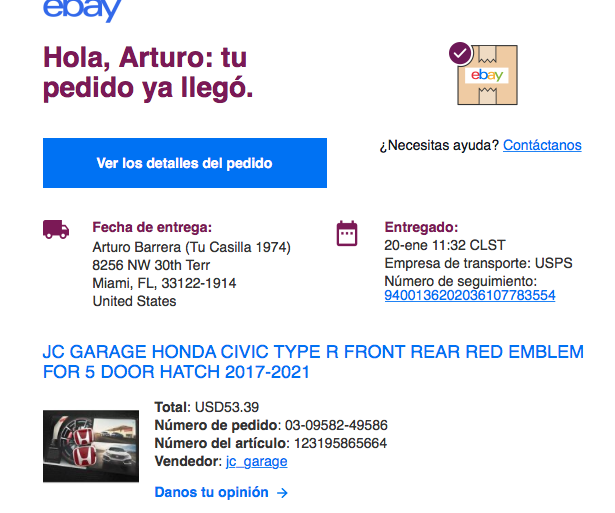 ebay
Hola, Arturo: tu
pedido ya llegó.
ebay
Ver los detalles del pedido
¿Necesitas ayuda? Contáctanos
Fecha de entrega:
Arturo Barrera (Tu Casilla 1974)
8256 NW 30th Terr
Miami, FL, 33122-1914
United States
Entregado:
20-ene 11:32 CLST
Empresa de transporte: USPS
Número de seguimiento:
9400136202036107783554
JC GARAGE HONDA CIVIC TYPE R FRONT REAR RED EMBLEM
FOR 5 DOOR HATCH 2017-2021
Total: USD53.39
Número de pedido: 03-09582-49586
Número del artículo: 123195865664
Vendedor: jc_garage
Danos tu opinión →